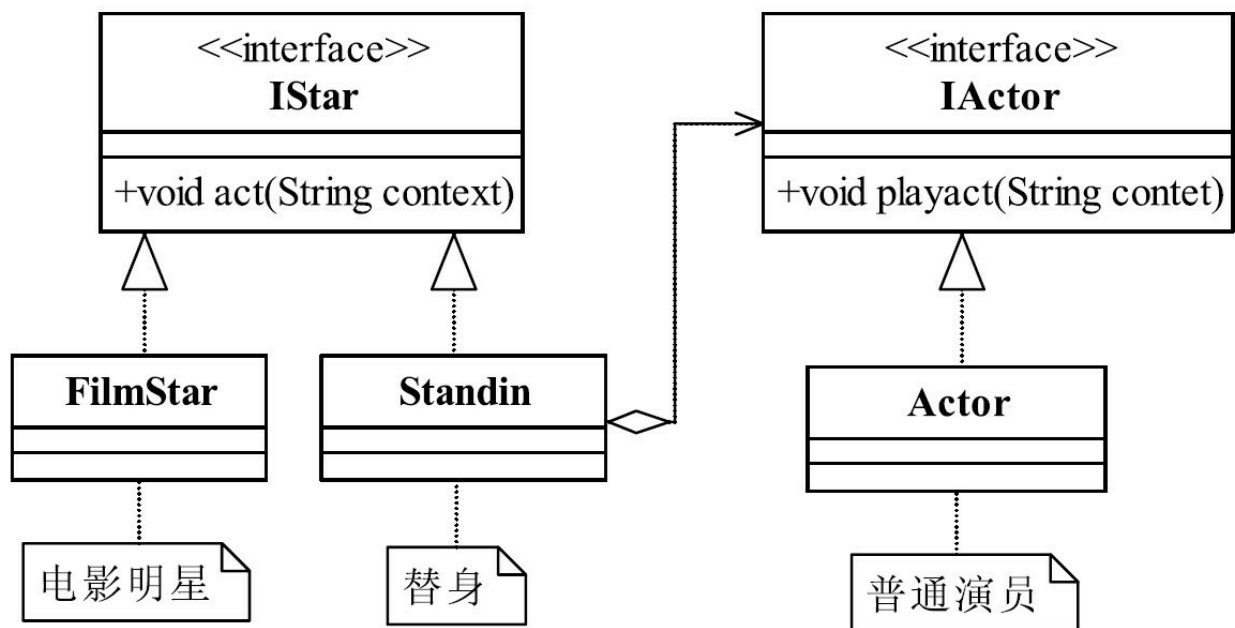 <<interface>>
IStar
+void act(String context)
<<interface>>
IActor
+void playact(String contet)
FilmStar
Standin
Actor
电影明星
替身
普通演员